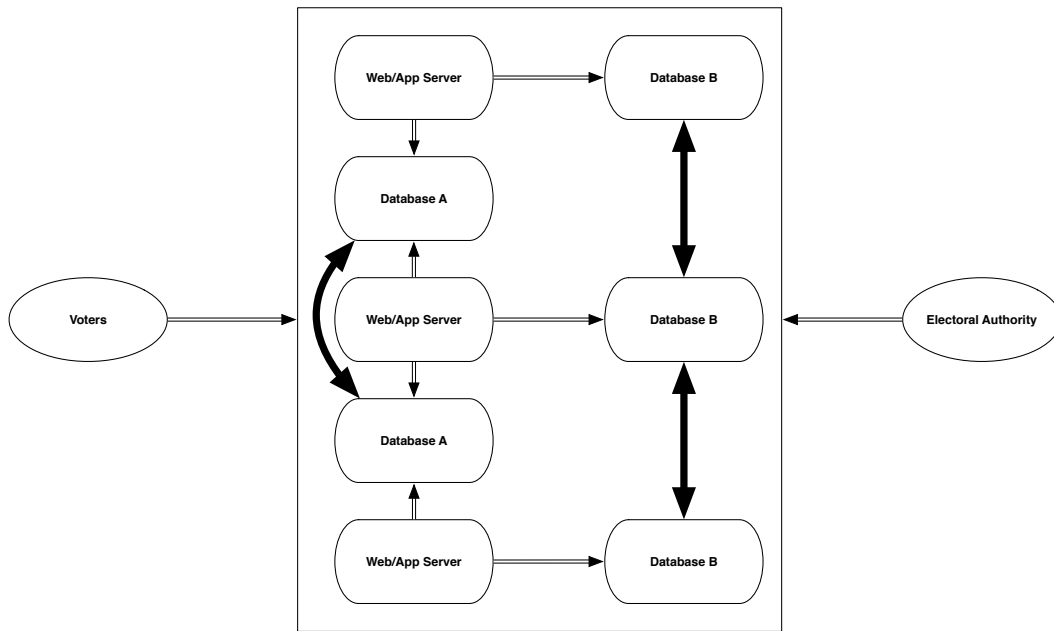 Web/App Server
Database B
Database A
Voters
Web/App Server
Database B
Electoral Authority
Database A
Web/App Server
Database B